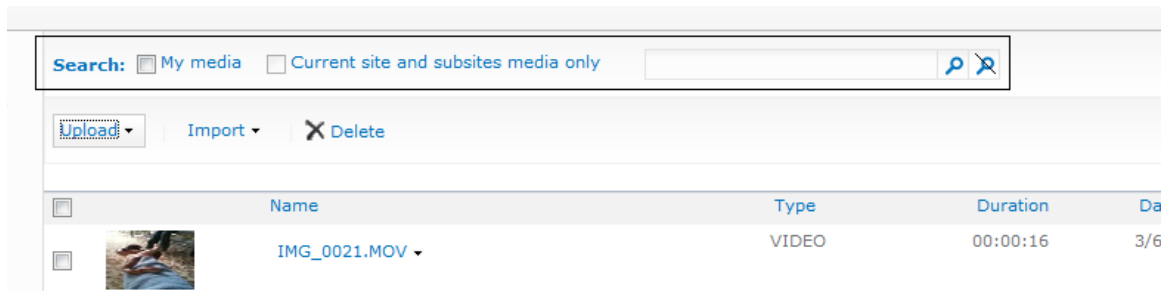 Search: My media Current site and subsites media only
Upload Import Delete
Name Type Duration Da
IMG_0021.MOV VIDEO 00:00:16 3/6